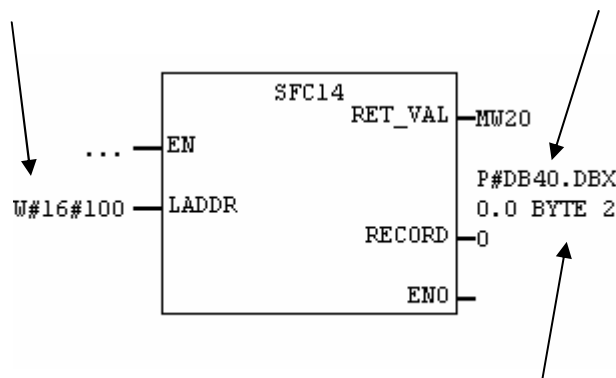 SFC14
RET_VAL
MW20
... EN
P#DB40.DBX
W#16#100 LADDR
0.0 BYTE 2
RECORD
0
ENO